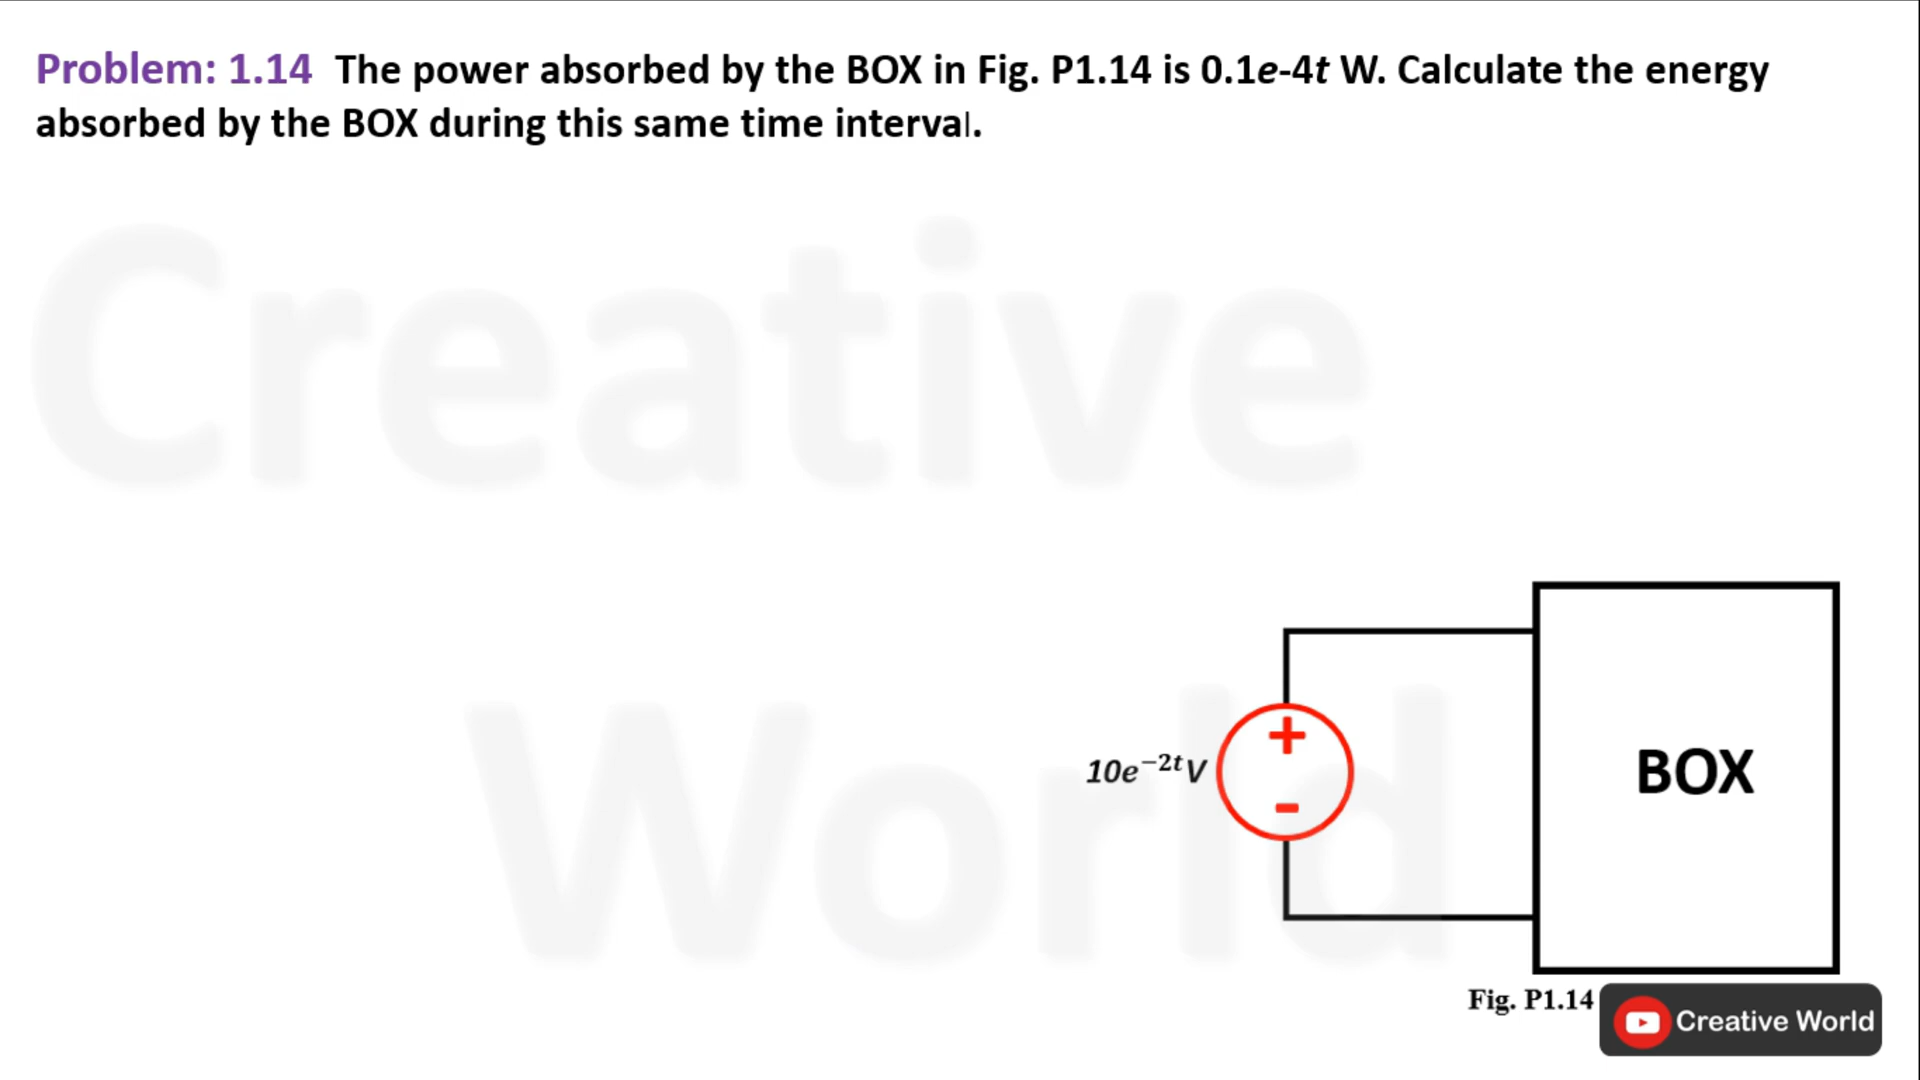 Problem: 1.14 The power absorbed by the BOX in Fig. P1.14 is 0.1e-4t W. Calculate the energy
absorbed by the BOX during this same time interval.
Creative
World
+
10e⁻²ᵗV
-
BOX
Fig. P1.14
Creative World